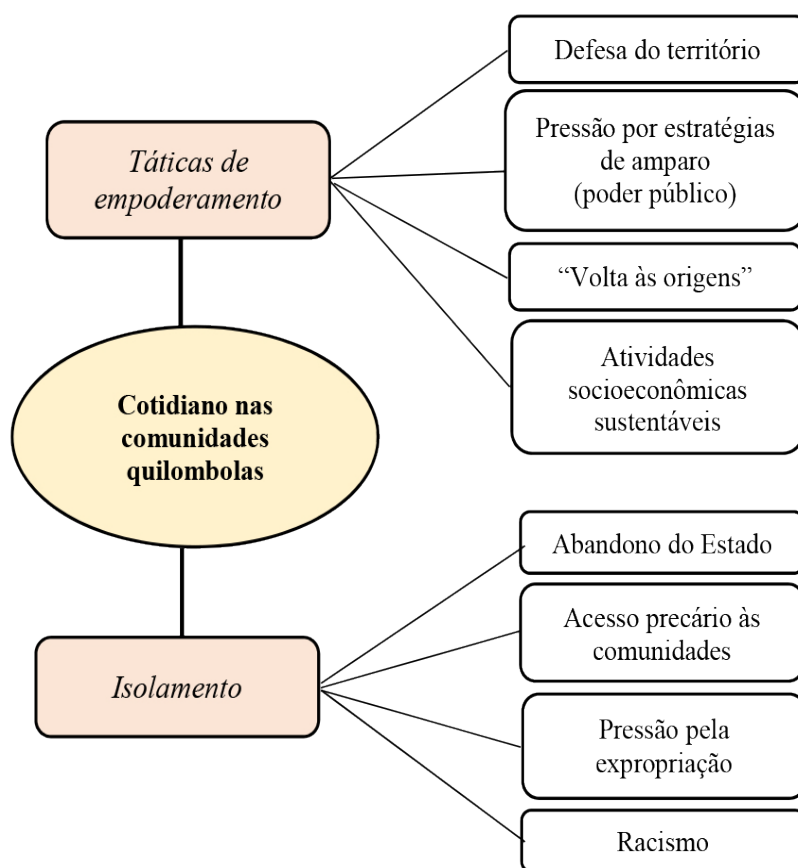 Defesa do território
Táticas de
empoderamento
Pressão por estratégias
de amparo
(poder público)
“Volta às origens”
Atividades
socioeconômicas
sustentáveis
Cotidiano nas
comunidades
quilombolas
Isolamento
Abandono do Estado
Acesso precário às
comunidades
Pressão pela
expropriação
Racismo